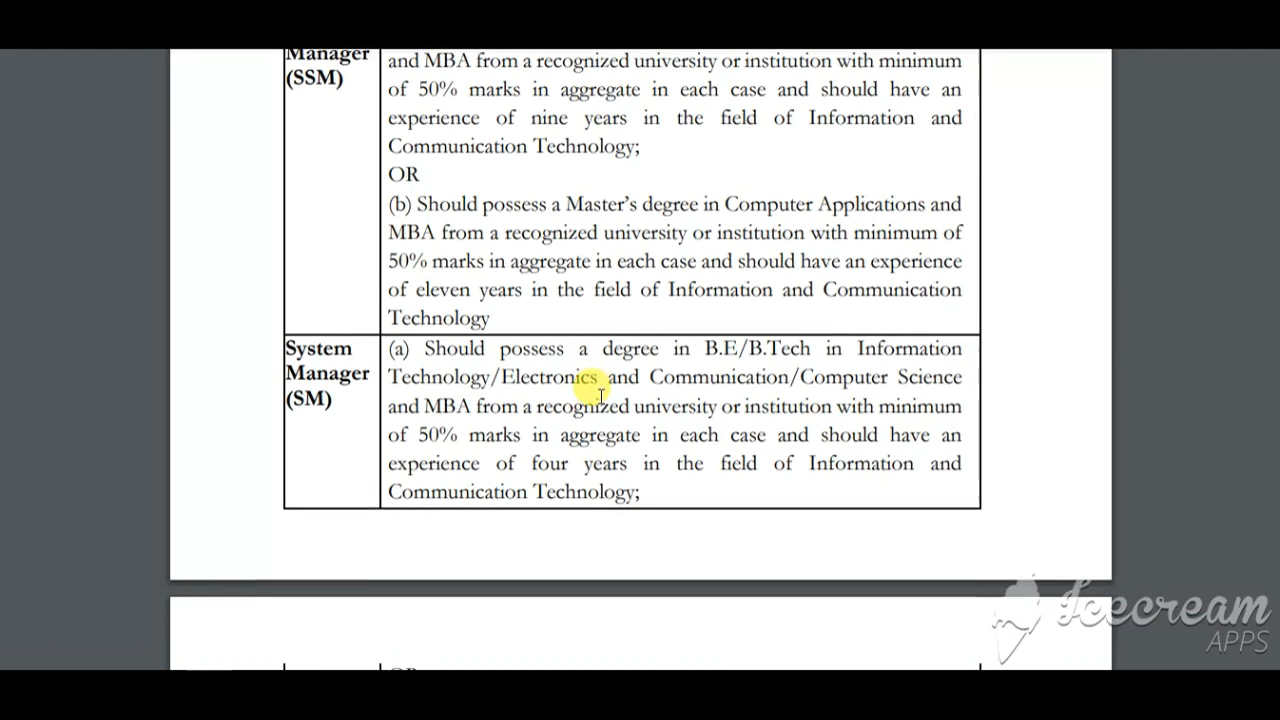 Manager
(SSM)
and MBA from a recognized university or institution with minimum
of 50% marks in aggregate in each case and should have an
experience of nine years in the field of Information and
Communication Technology;
OR
(b) Should possess a Master’s degree in Computer Applications and
MBA from a recognized university or institution with minimum of
50% marks in aggregate in each case and should have an experience
of eleven years in the field of Information and Communication
Technology
System
Manager
(SM)
(a) Should possess a degree in B.E/B.Tech in Information
Technology/Electronics and Communication/Computer Science
and MBA from a recognized university or institution with minimum
of 50% marks in aggregate in each case and should have an
experience of four years in the field of Information and
Communication Technology;
Icecream
APPS